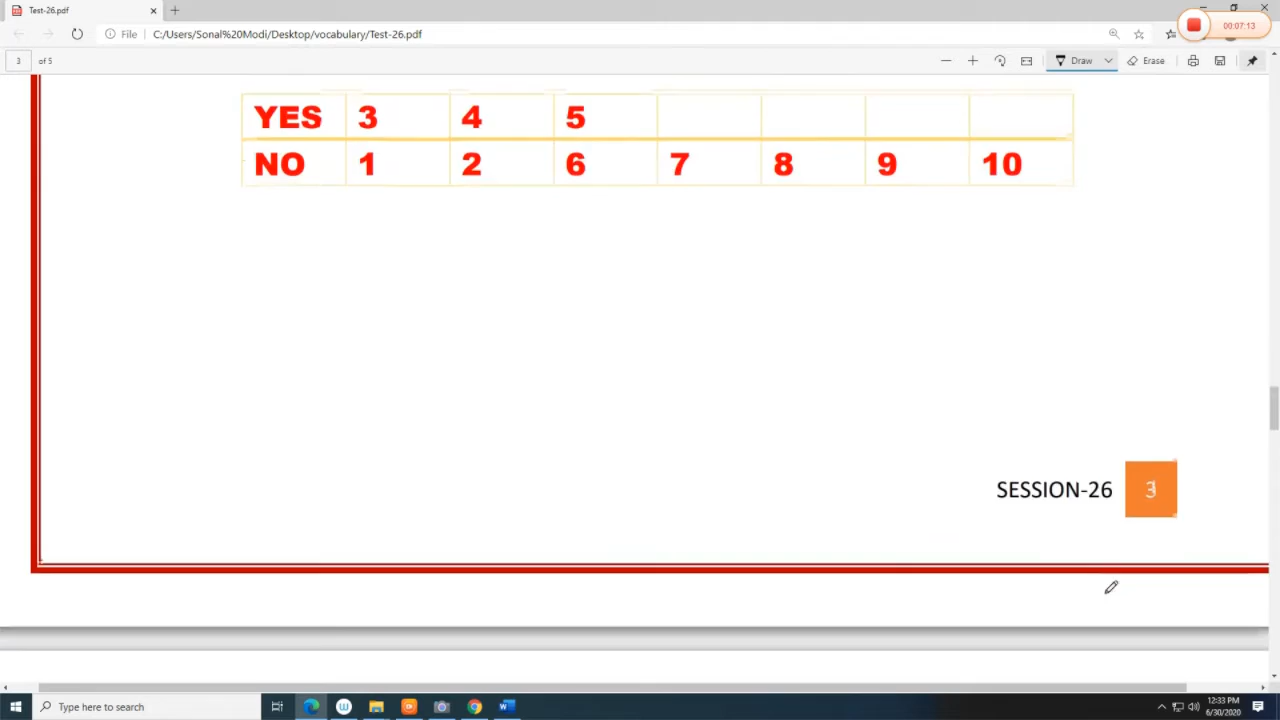 Test-26.pdf
00:07:13
File C:/Users/Sonal%20Modi/Desktop/vocabulary/Test-26.pdf
3 of 5 Draw Erase
YES 3 4 5
NO 1 2 6 7 8 9 10
SESSION-26 3
Type here to search
12:33 PM
6/30/2020